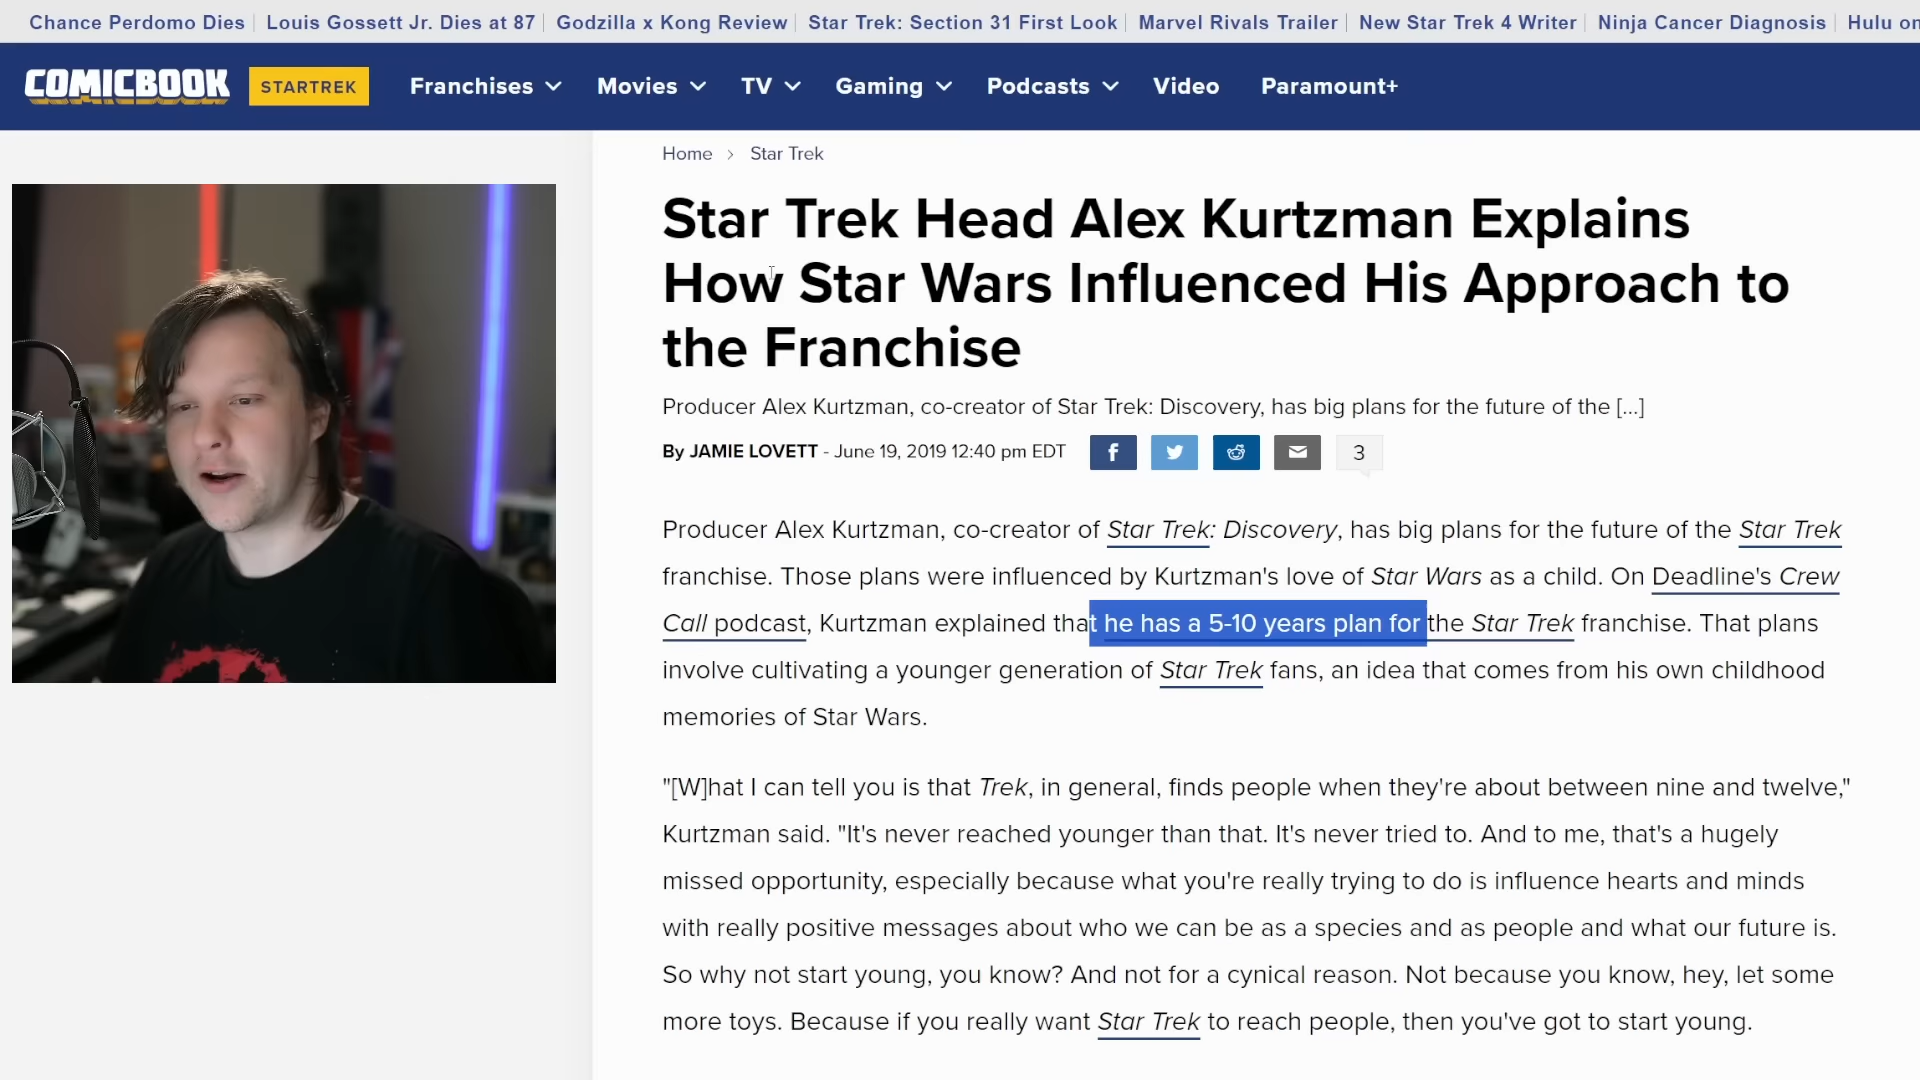 Chance Perdomo Dies | Louis Gossett Jr. Dies at 87 | Godzilla x Kong Review | Star Trek: Section 31 First Look | Marvel Rivals Trailer | New Star Trek 4 Writer | Ninja Cancer Diagnosis | Hulu on
COMICBOOK STARTREK Franchises Movies TV Gaming Podcasts Video Paramount+
Home > Star Trek
Star Trek Head Alex Kurtzman Explains
How Star Wars Influenced His Approach to
the Franchise
Producer Alex Kurtzman, co-creator of Star Trek: Discovery, has big plans for the future of the [...]
By JAMIE LOVETT - June 19, 2019 12:40 pm EDT f 3
Producer Alex Kurtzman, co-creator of Star Trek: Discovery, has big plans for the future of the Star Trek
franchise. Those plans were influenced by Kurtzman's love of Star Wars as a child. On Deadline's Crew
Call podcast, Kurtzman explained that he has a 5-10 years plan for the Star Trek franchise. That plans
involve cultivating a younger generation of Star Trek fans, an idea that comes from his own childhood
memories of Star Wars.
"[W]hat I can tell you is that Trek, in general, finds people when they're about between nine and twelve,"
Kurtzman said. "It's never reached younger than that. It's never tried to. And to me, that's a hugely
missed opportunity, especially because what you're really trying to do is influence hearts and minds
with really positive messages about who we can be as a species and as people and what our future is.
So why not start young, you know? And not for a cynical reason. Not because you know, hey, let some
more toys. Because if you really want Star Trek to reach people, then you've got to start young.